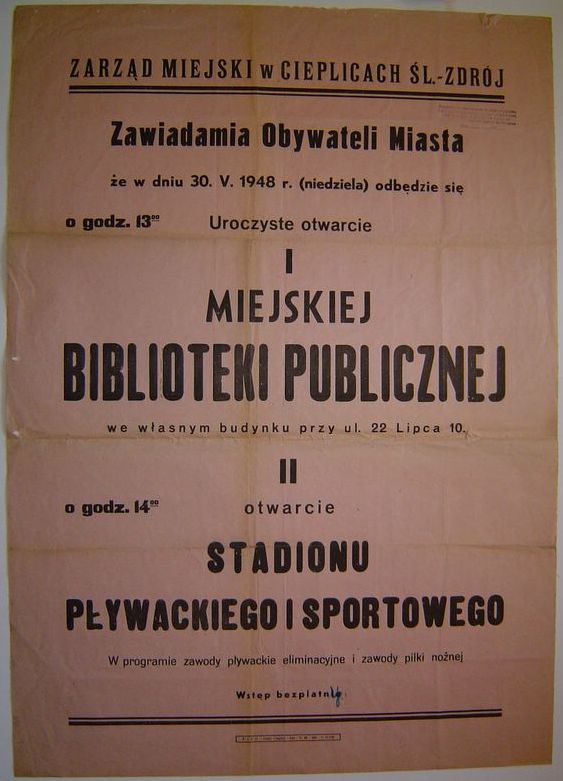 ZARZĄD MIEJSKI w CIEPLICACH ŚL.-ZDRÓJ
Zawiadamia Obywateli Miasta
że w dniu 30. V. 1948 r. (niedziela) odbędzie się
o godz. 13⁰⁰ Uroczyste otwarcie
I
MIEJSKIEJ
BIBLIOTEKI PUBLICZNEJ
we własnym budynku przy ul. 22 Lipca 10.
II
o godz. 14⁰⁰ otwarcie
STADIONU
PŁYWACKIEGO I SPORTOWEGO
W programie zawody pływackie eliminacyjne i zawody piłki nożnej
Wstęp bezpłatny.